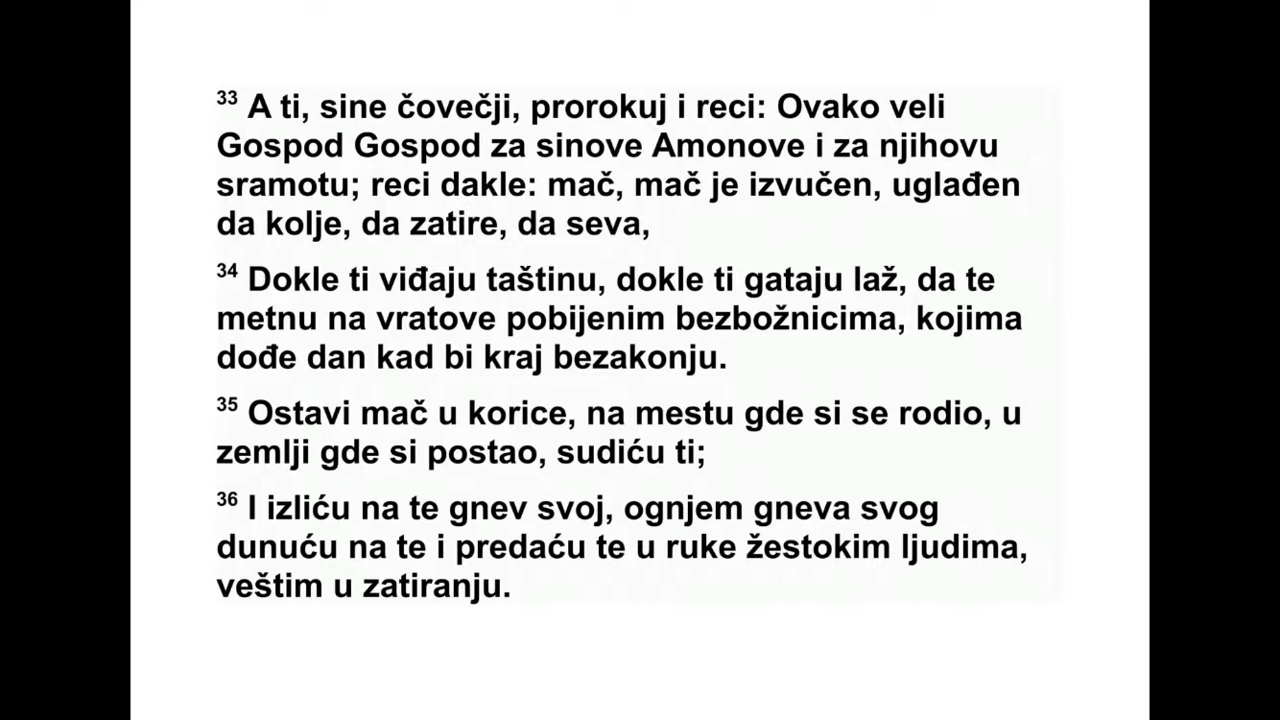 33 A ti, sine čovečji, prorokuj i reci: Ovako veli
Gospod Gospod za sinove Amonove i za njihovu
sramotu; reci dakle: mač, mač je izvučen, uglađen
da kolje, da zatire, da seva,
34 Dokle ti viđaju taštinu, dokle ti gataju laž, da te
metnu na vratove pobijenim bezbožnicima, kojima
dođe dan kad bi kraj bezakonju.
35 Ostavi mač u korice, na mestu gde si se rodio, u
zemlji gde si postao, sudiću ti;
36 I izliću na te gnev svoj, ognjem gneva svog
dunuću na te i predaću te u ruke žestokim ljudima,
veštim u zatiranju.